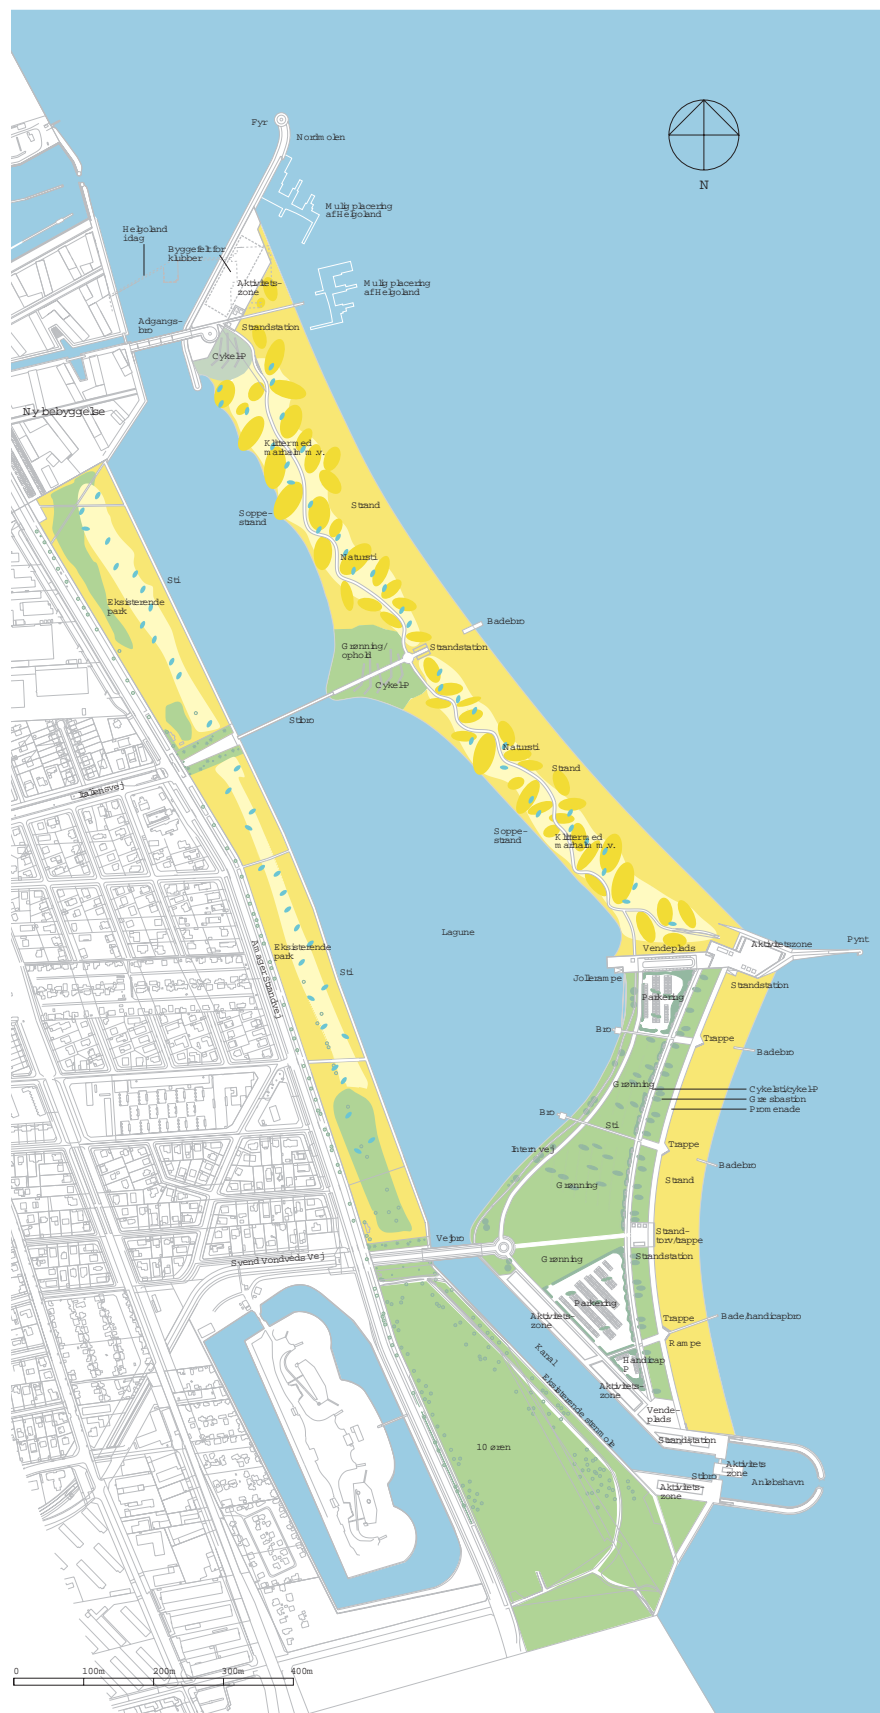 Fyr
Nordmolen
N
Mulig placering
af Helgoland
Helgoland
idag
Byggefelt for
klubber
Aktivitets-
zone
Mulig placering
af Helgoland
Adgangs-
bro
Strandstation
Cykel-P
Ny bebyggelse
Klitter med
marhalm m.v.
Strand
Soppe-
strand
Natursti
Sti
Eksisterende
park
Badebro
Grønning/
ophold
Strandstation
Cykel-P
Stibro
Natursti
Strand
Italiensvej
Soppe-
strand
Klitter med
marhalm m.v.
Lagune
Amager Strandvej
Eksisterende
park
Sti
Vendeplads
Aktivitetszone
Pynt
Jollerampe
Strandstation
Parkering
Bro
Trappe
Badebro
Grønning
Cykelsti/cykel-P
Græsbastion
Promenade
Bro
Sti
Intern vej
Trappe
Badebro
Grønning
Strand
Vejbro
Strand-
torv/trappe
Svend Vondveds Vej
Grønning
Strandstation
Parkering
Aktivitets-
zone
Trappe
Bade/handicapbro
Rampe
Kanal
Handicap
P
Eksisterende stenmole
Aktivitets-
zone
Vende-
plads
Strandstation
10 øren
Stibro
Aktivitets
zone
Anløbshavn
Aktivitets-
zone
0 100m 200m 300m 400m